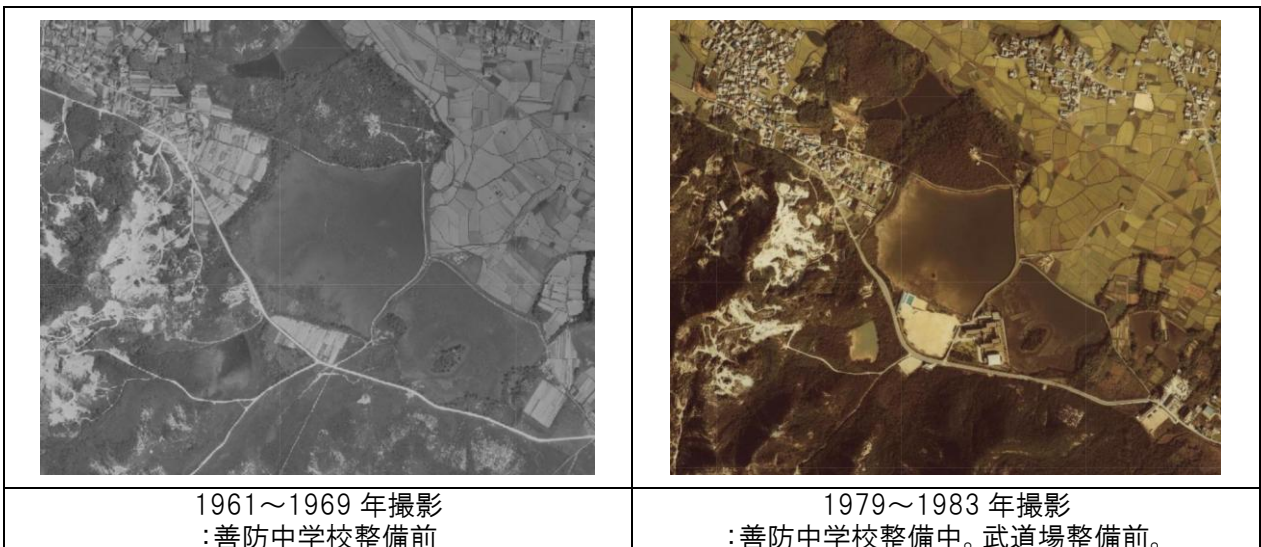 1961～1969 年撮影
：善防中学校整備前
1979～1983 年撮影
：善防中学校整備中。武道場整備前。